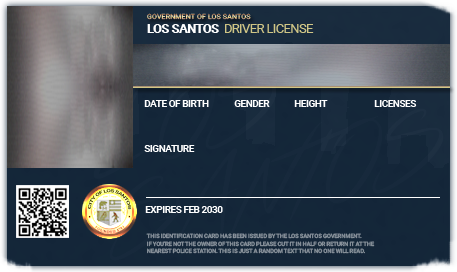 GOVERNMENT OF LOS SANTOS
LOS SANTOS DRIVER LICENSE
DATE OF BIRTH GENDER HEIGHT LICENSES
SIGNATURE
CITY OF LOS SANTOS
EXPIRES FEB 2030
THIS IDENTIFICATION CARD HAS BEEN ISSUED BY THE LOS SANTOS GOVERNMENT.
IF YOU'RE NOT THE OWNER OF THIS CARD PLEASE CUT IT IN HALF OR RETURN IT AT THE
NEAREST POLICE STATION. THIS IS JUST A RANDOM TEXT THAT NO ONE WILL READ.